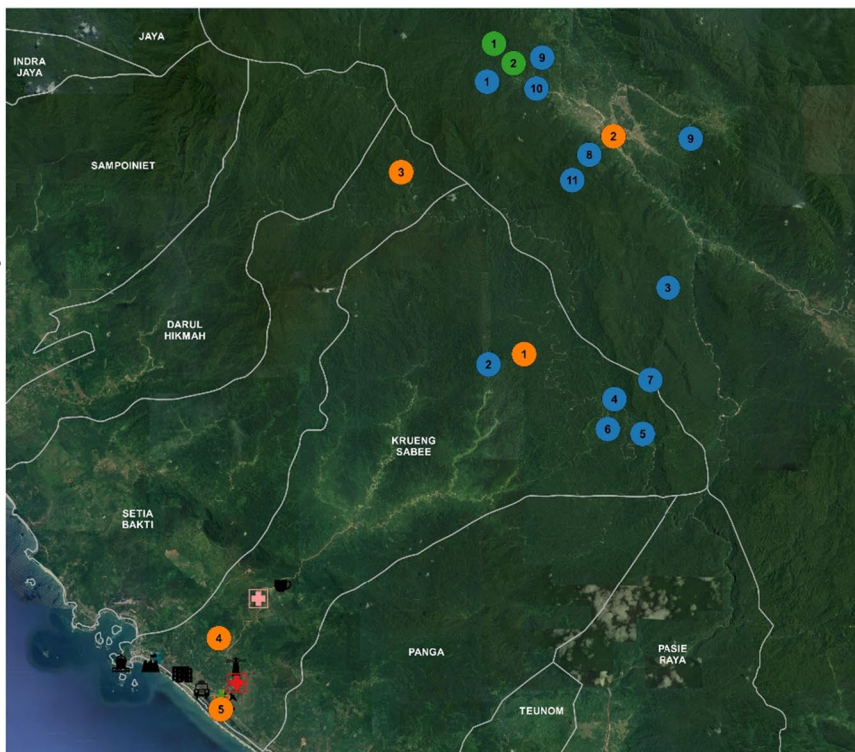 JAYA
INDRA
JAYA
1
2
9
1
10
2
9
8
SAMPOINIET
3
11
3
DARUL
HIKMAH
1
2
7
4
6
5
KRUENG
SABEE
SETIA
BAKTI
4
PANGA
PASIE
RAYA
5
TEUNOM